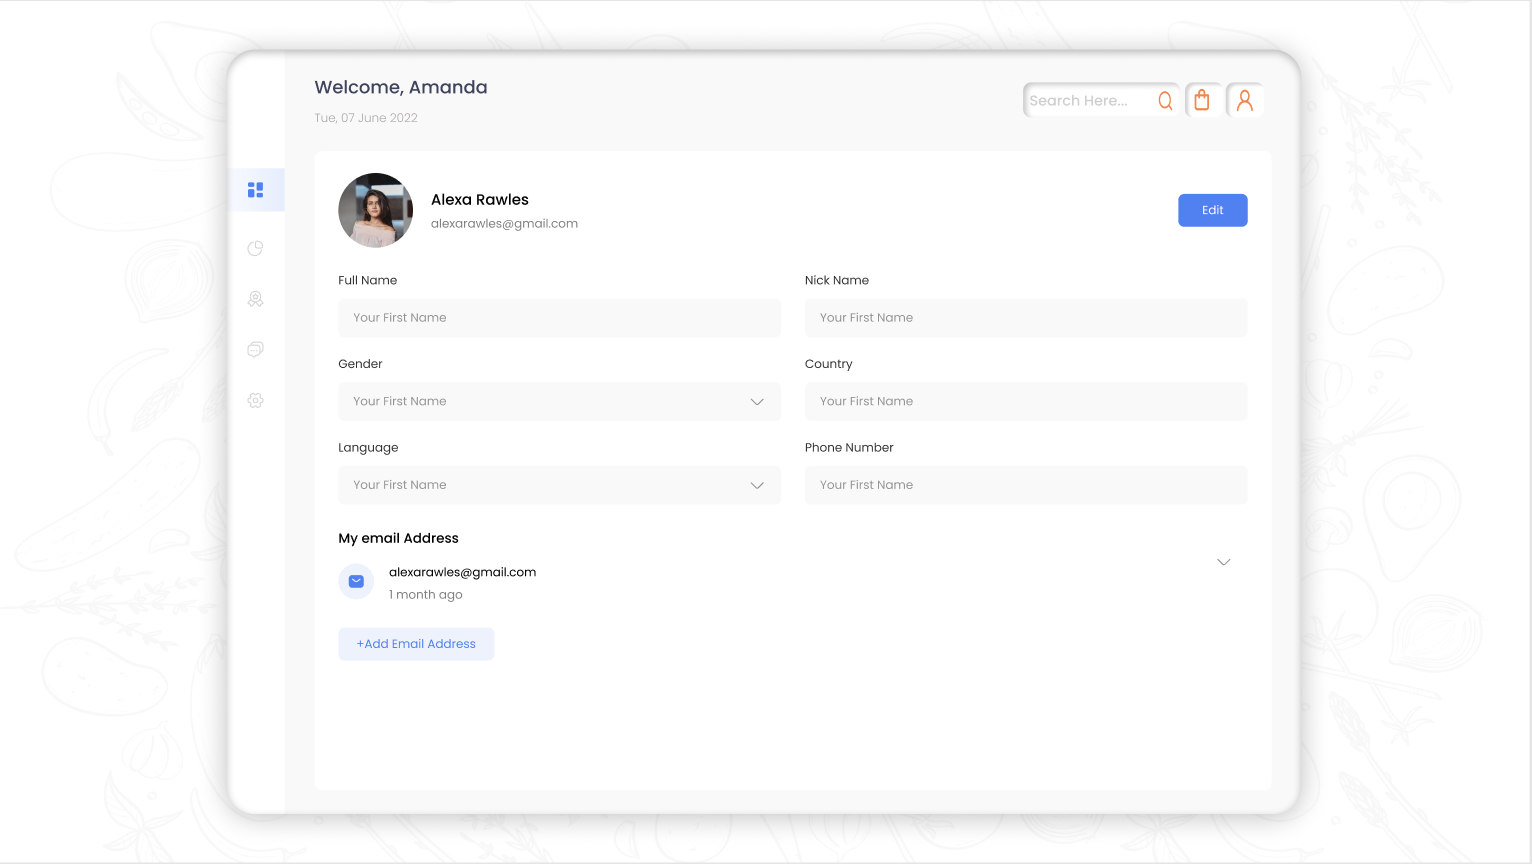 Welcome, Amanda
Tue, 07 June 2022
Search Here...
Alexa Rawles
alexarawles@gmail.com
Edit
Full Name
Nick Name
Your First Name
Your First Name
Gender
Country
Your First Name
Your First Name
Language
Phone Number
Your First Name
Your First Name
My email Address
alexarawles@gmail.com
1 month ago
+Add Email Address